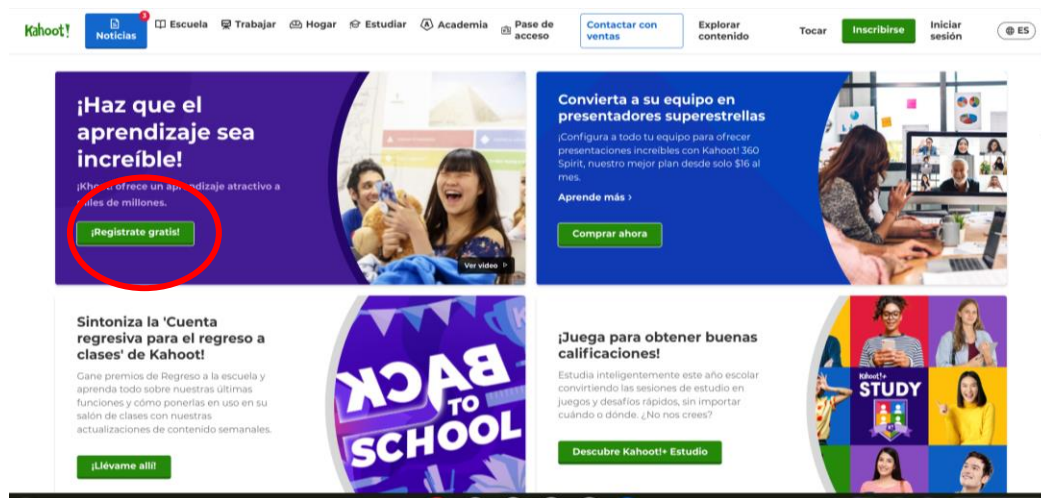 Kahoot!
3
Noticias
Escuela
Trabajar
Hogar
Estudiar
Academia
Pase de
acceso
Contactar con
ventas
Explorar
contenido
Tocar
Inscribirse
Iniciar
sesión
ES
¡Haz que el
aprendizaje sea
increíble!
ofrece un aprendizaje atractivo a
miles de millones.
¡Registrate gratis!
Ver video
Convierta a su equipo en
presentadores superestrellas
¡Configura a todo tu equipo para ofrecer
presentaciones increíbles con Kahoot! 360
Spirit, nuestro mejor plan desde solo $16 al
mes.
Aprende más ›
Comprar ahora
Sintoniza la 'Cuenta
regresiva para el regreso a
clases' de Kahoot!
Gane premios de Regreso a la escuela y
aprenda todo sobre nuestras últimas
funciones y cómo ponerlas en uso en su
salón de clases con nuestras
actualizaciones de contenido semanales.
¡Llévame allí!
BACK
TO
SCHOOL
¡Juega para obtener buenas
calificaciones!
Estudia inteligentemente este año escolar
convirtiendo las sesiones de estudio en
juegos y desafíos rápidos, sin importar
cuándo o dónde. ¿No nos crees?
Descubre Kahoot!+ Estudio
Kahoot!+
STUDY